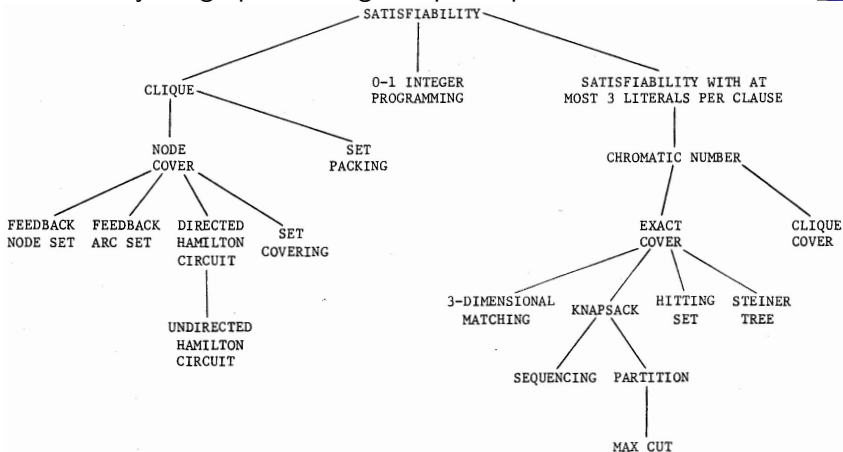 SATISFIABILITY
CLIQUE
0-1 INTEGER
PROGRAMMING
SATISFIABILITY WITH AT
MOST 3 LITERALS PER CLAUSE
NODE
COVER
SET
PACKING
CHROMATIC NUMBER
FEEDBACK
NODE SET
FEEDBACK
ARC SET
DIRECTED
HAMILTON
CIRCUIT
SET
COVERING
EXACT
COVER
CLIQUE
COVER
3-DIMENSIONAL
MATCHING
KNAPSACK
HITTING
SET
STEINER
TREE
UNDIRECTED
HAMILTON
CIRCUIT
SEQUENCING
PARTITION
MAX CUT